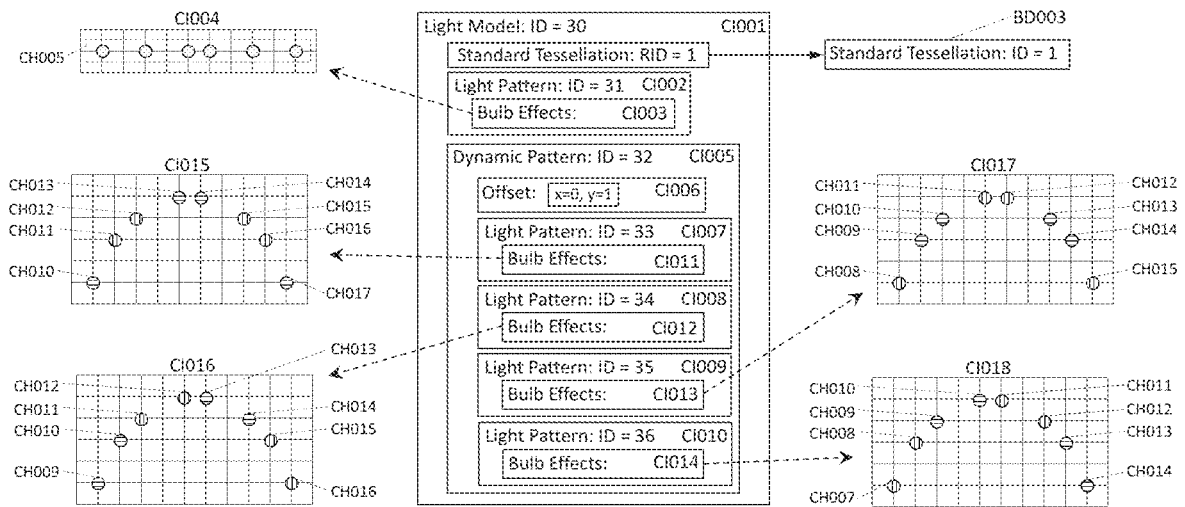 CI004
CH005
Light Model: ID = 30 CI001
Standard Tessellation: RID = 1
Light Pattern: ID = 31 CI002
Bulb Effects: CI003
BD003
Standard Tessellation: ID = 1
Dynamic Pattern: ID = 32 CI005
Offset: x=0, y=1 CI006
Light Pattern: ID = 33 CI007
Bulb Effects: CI011
Light Pattern: ID = 34 CI008
Bulb Effects: CI012
Light Pattern: ID = 35 CI009
Bulb Effects: CI013
Light Pattern: ID = 36 CI010
Bulb Effects: CI014
CI015
CH013
CH014
CH012
CH015
CH011
CH016
CH010
CH017
CI016
CH013
CH012
CH011
CH014
CH010
CH015
CH009
CH016
CI017
CH011
CH012
CH010
CH013
CH009
CH014
CH008
CH015
CI018
CH010
CH011
CH009
CH012
CH008
CH013
CH014
CH007